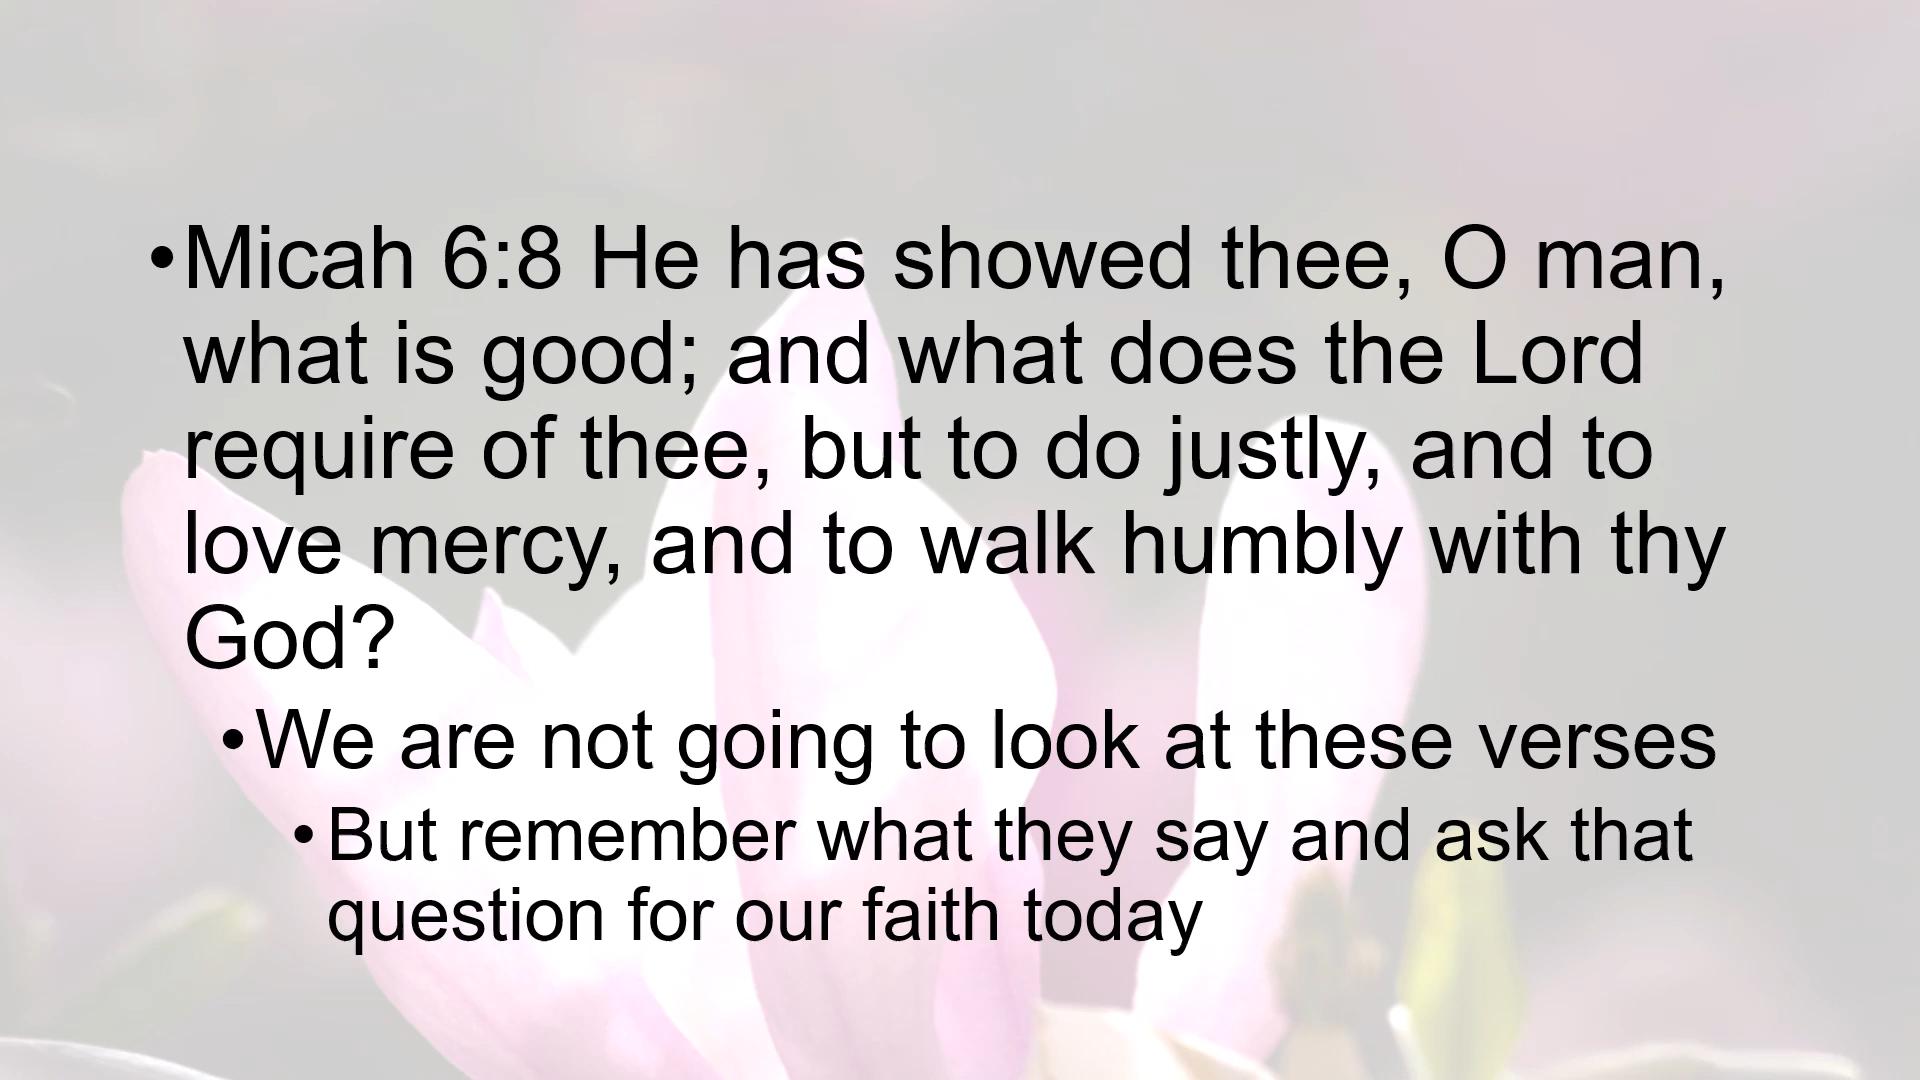 •Micah 6:8 He has showed thee, O man,
what is good; and what does the Lord
require of thee, but to do justly, and to
love mercy, and to walk humbly with thy
God?
•We are not going to look at these verses
•But remember what they say and ask that
question for our faith today